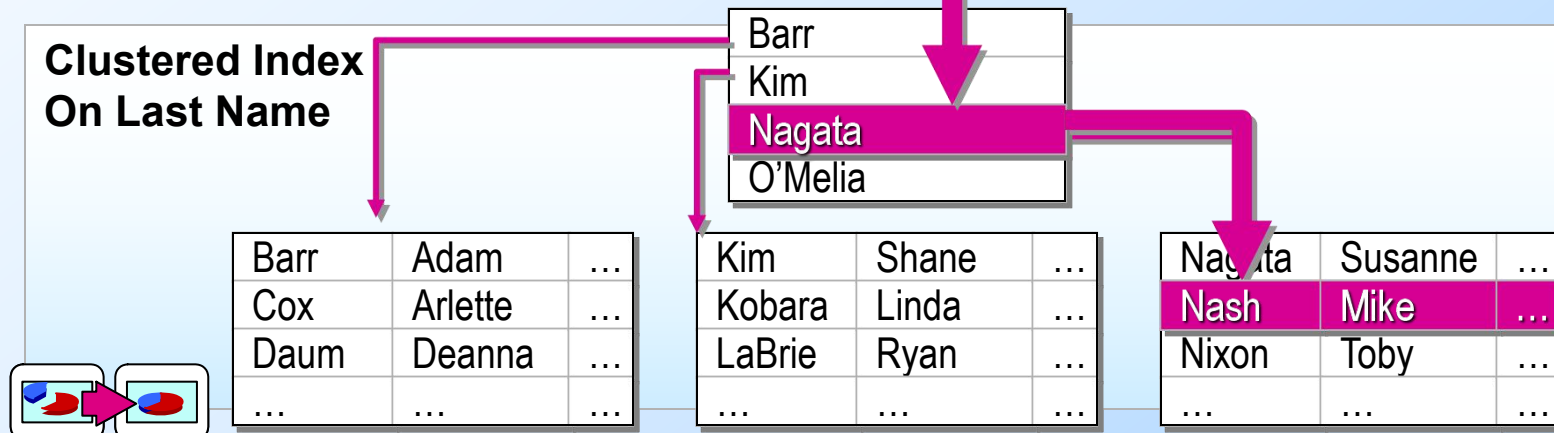 Clustered Index
On Last Name
Barr
Kim
Nagata
O’Melia
Barr Adam …
Cox Arlette …
Daum Deanna …
… … …
Kim Shane …
Kobara Linda …
LaBrie Ryan …
… … …
Nagata Susanne …
Nash Mike …
Nixon Toby …
… … …